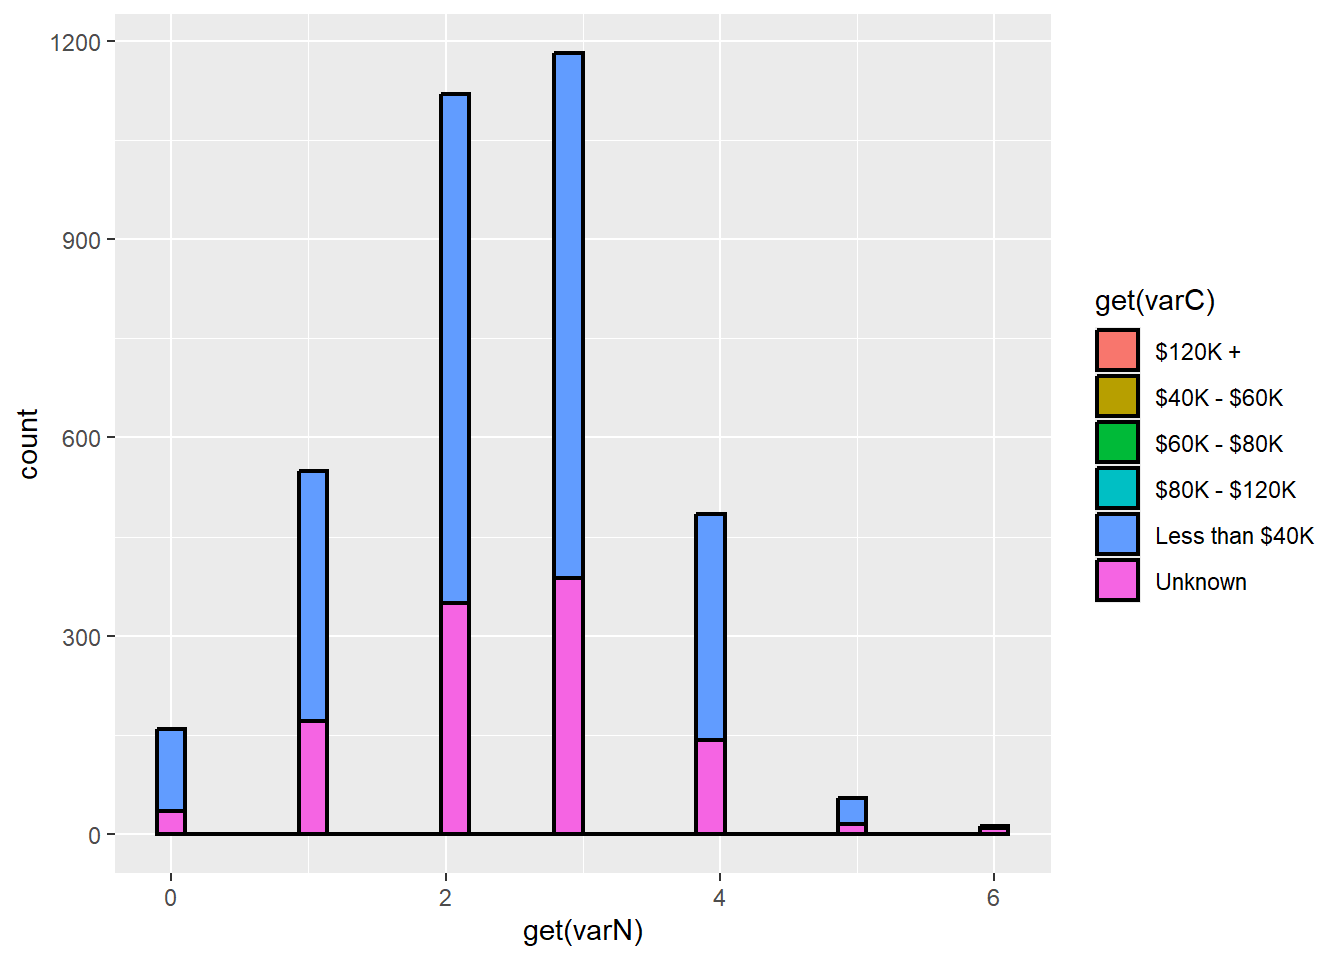 1200
900
600
300
0
count
0 2 4 6
get(varN)
get(varC)
$120K +
$40K - $60K
$60K - $80K
$80K - $120K
Less than $40K
Unknown